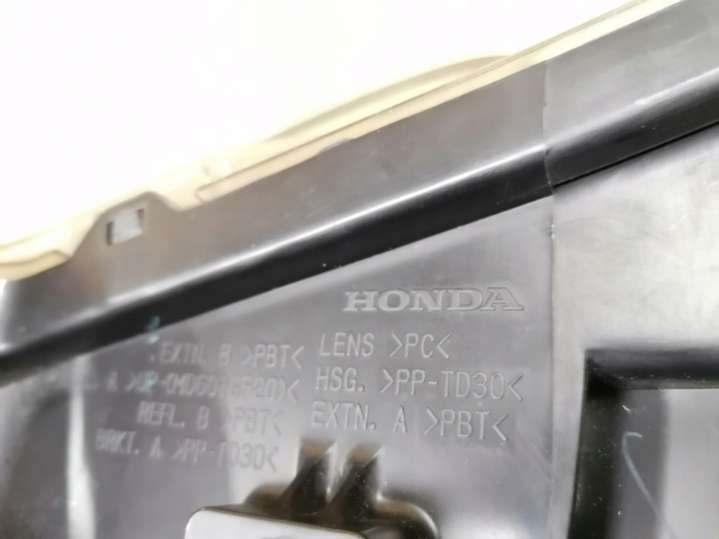 HONDA
EXTN. B >PBT< LENS >PC<
HSG. >PP-TD30<
REFL. B >PBT< EXTN. A >PBT<
BRKT. A >PP-TD30<